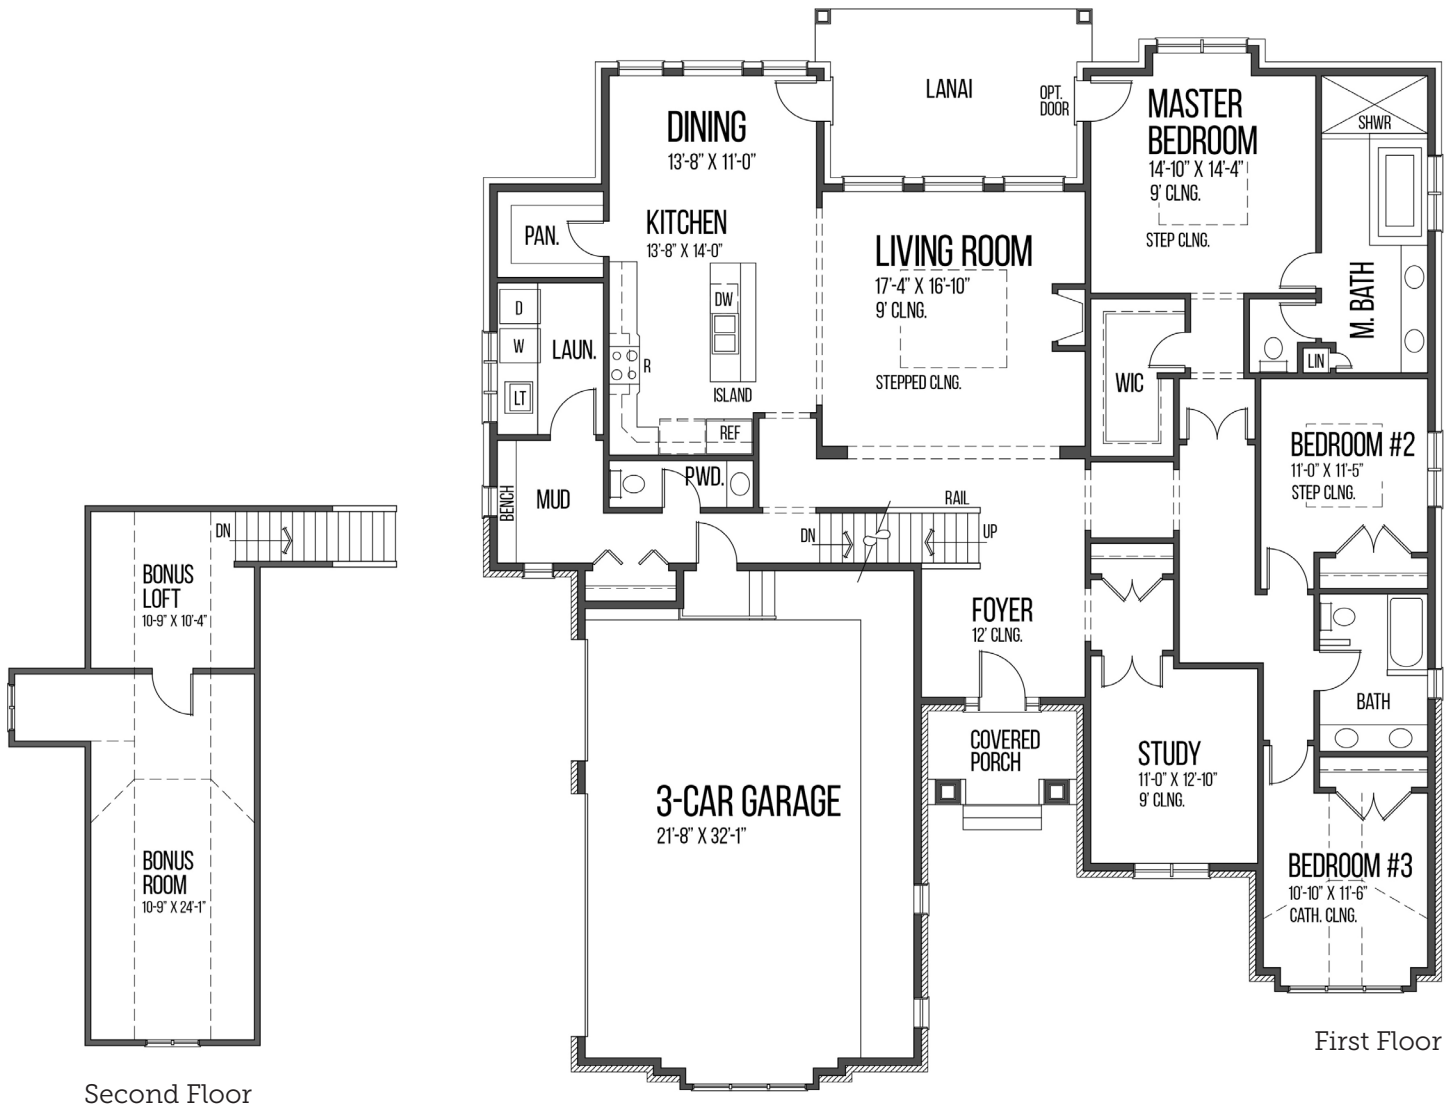 LANAI
OPT.
DOOR
MASTER
BEDROOM
14'-10" X 14'-4"
9' CLNG.
STEP CLNG.
SHWR
M. BATH
LIN
WIC
DINING
13'-8" X 11'-0"
KITCHEN
13'-8" X 14'-0"
PAN.
LIVING ROOM
17'-4" X 16'-10"
9' CLNG.
STEPPED CLNG.
D
W
LT
LAUN.
DW
R
ISLAND
REF
BEDROOM #2
11'-0" X 11'-5"
STEP CLNG.
BENCH
MUD
PWD.
RAIL
DN
UP
FOYER
12' CLNG.
BATH
COVERED
PORCH
STUDY
11'-0" X 12'-10"
9' CLNG.
3-CAR GARAGE
21'-8" X 32'-1"
BEDROOM #3
10'-10" X 11'-6"
CATH. CLNG.
First Floor
DN
BONUS
LOFT
10-9" X 10'-4"
BONUS
ROOM
10-9" X 24'-1"
Second Floor